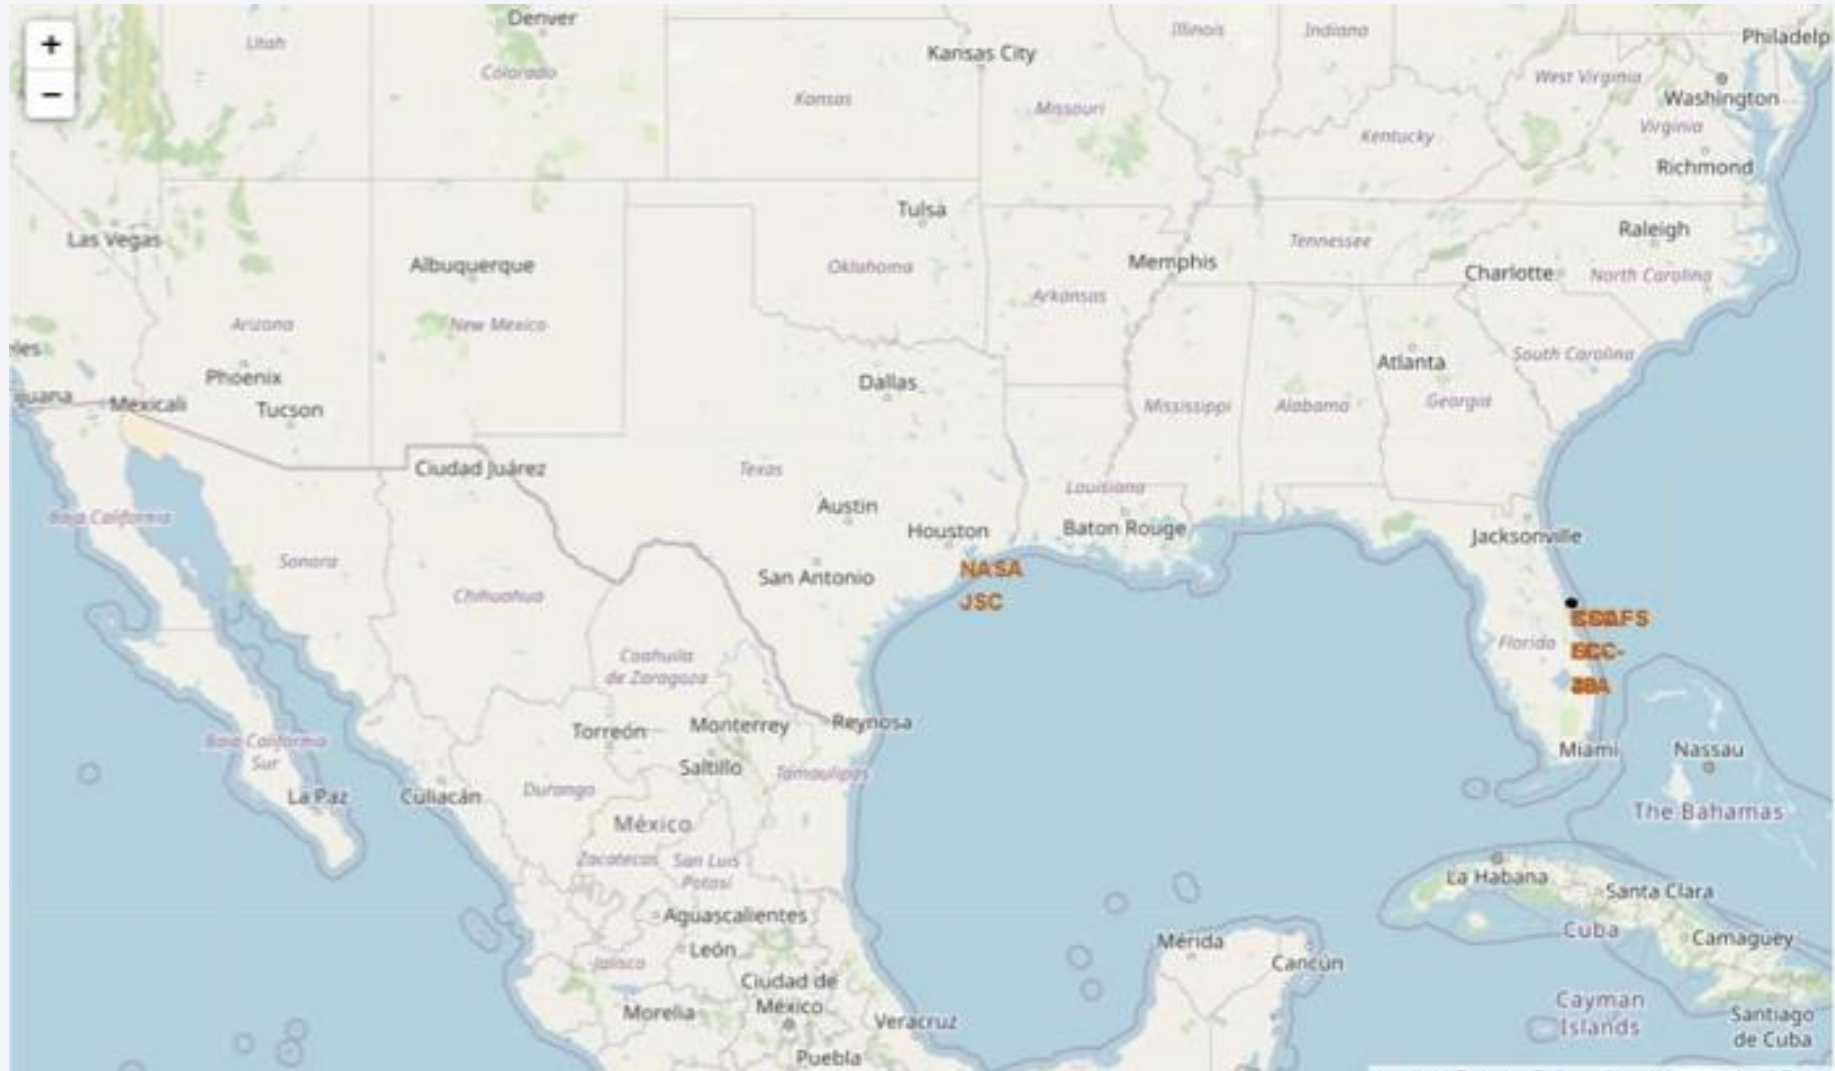 +
−
Denver
Utah
Colorado
Kansas City
Kansas
Missouri
Illinois
Indiana
West Virginia
Philadelp
Washington
Virginia
Richmond
Kentucky
Las Vegas
Albuquerque
Tulsa
Oklahoma
Memphis
Tennessee
Raleigh
Charlotte
North Carolina
Arizona
New Mexico
Arkansas
Phoenix
Mexicali
Tucson
Dallas
Atlanta
South Carolina
Mississippi
Alabama
Georgia
Ciudad Juárez
Texas
Louisiana
Austin
Houston
Baton Rouge
Jacksonville
Baja California
Sonora
Chihuahua
San Antonio
NASA
JSC
Florida
Coahuila
de Zaragoza
Torreón
Monterrey
Reynosa
Saltillo
Tamaulipas
Miami
Nassau
The Bahamas
Baja California
Sur
La Paz
Culiacán
Durango
México
Zacatecas
San Luis
Potosí
Aguascalientes
León
Jalisco
Ciudad de
México
Morelia
Veracruz
Puebla
Mérida
Cancún
La Habana
Santa Clara
Cuba
Camagüey
Cayman
Islands
Santiago
de Cuba